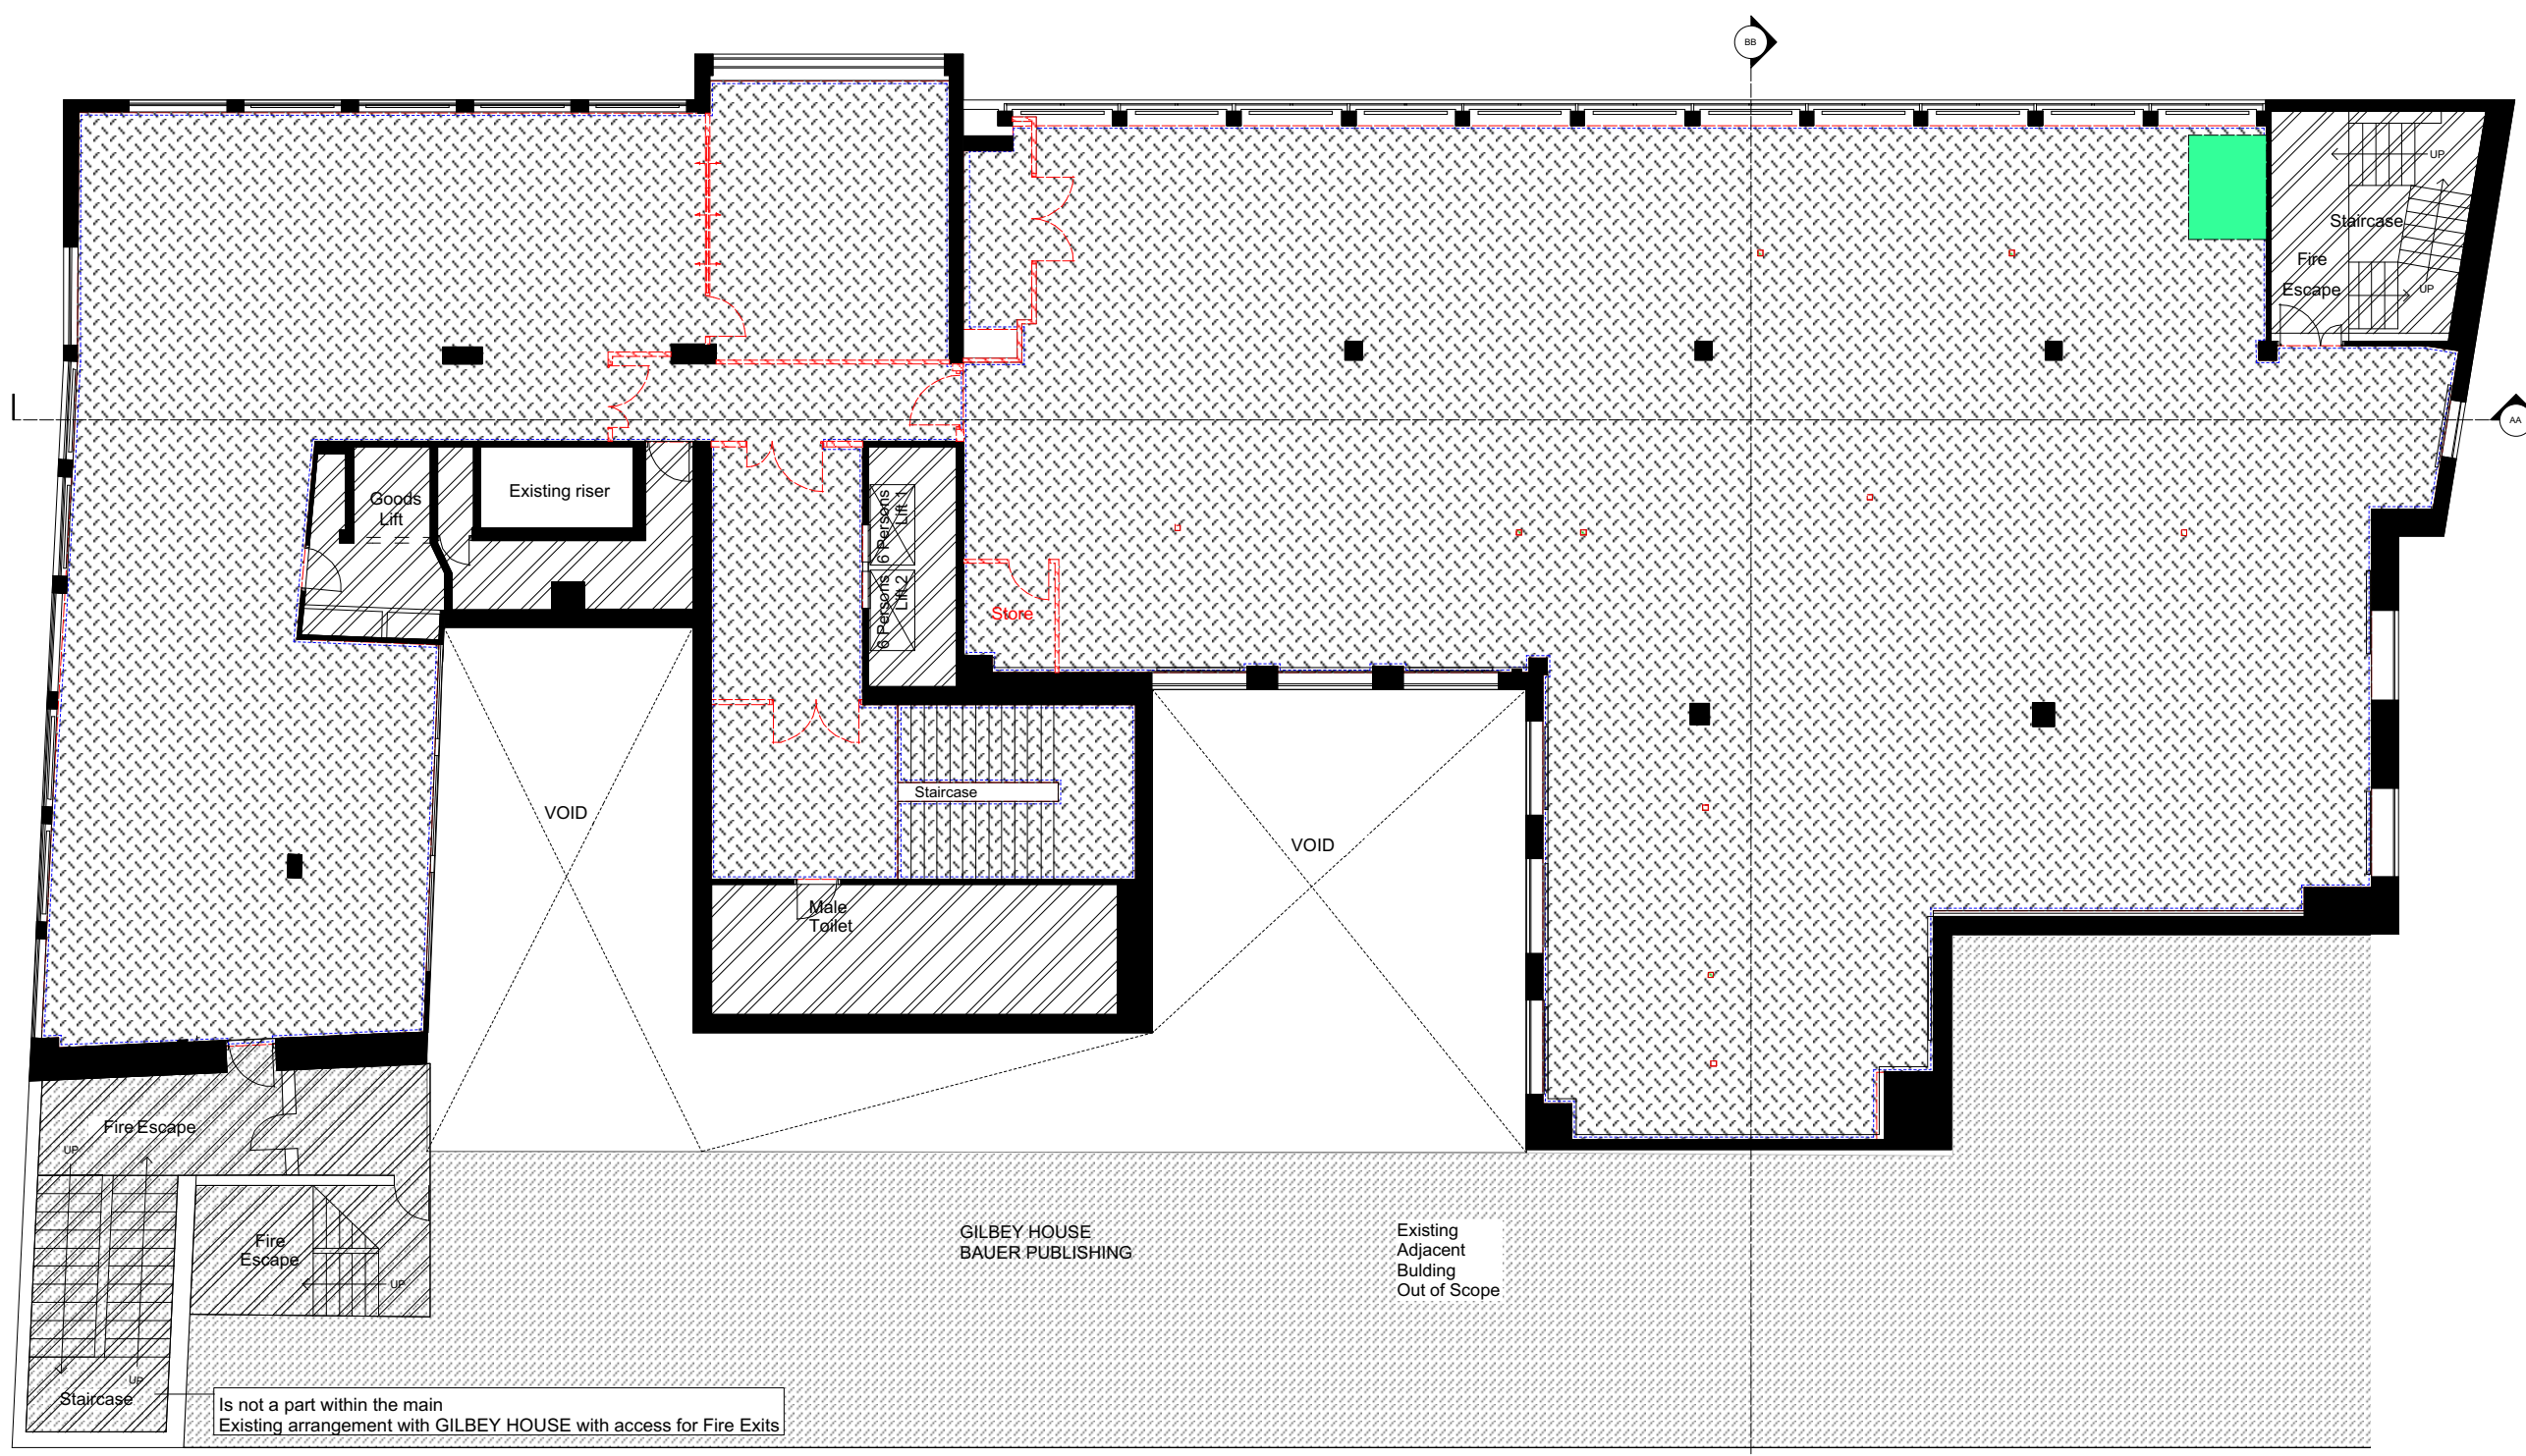 BB
UP
Staircase
Fire
Escape
UP
AA
Goods
Lift
Existing riser
6 Persons
Lift 1
6 Persons
Lift 2
Store
Staircase
VOID
VOID
Male
Toilet
Fire Escape
UP
Fire
Escape
UP
UP
Staircase
GILBEY HOUSE
BAUER PUBLISHING
Existing
Adjacent
Bulding
Out of Scope
Is not a part within the main
Existing arrangement with GILBEY HOUSE with access for Fire Exits